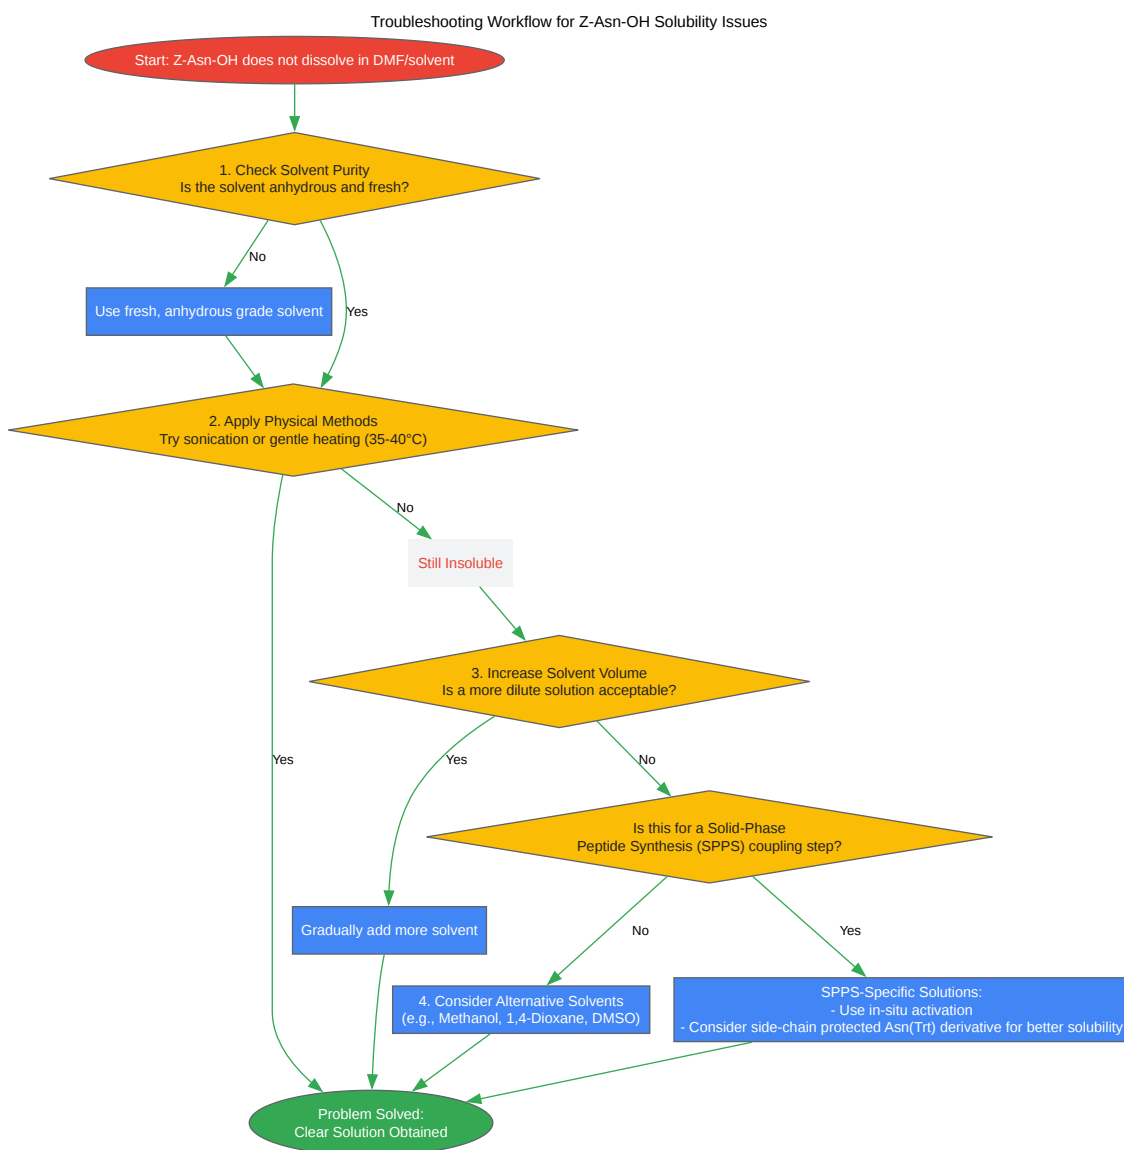 Troubleshooting Workflow for Z-Asn-OH Solubility Issues
Start: Z-Asn-OH does not dissolve in DMF/solvent
1. Check Solvent Purity
Is the solvent anhydrous and fresh?
No
Yes
Use fresh, anhydrous grade solvent
2. Apply Physical Methods
Try sonication or gentle heating (35-40°C)
No
Still Insoluble
3. Increase Solvent Volume
Is a more dilute solution acceptable?
Yes
Yes
No
Is this for a Solid-Phase
Peptide Synthesis (SPPS) coupling step?
Gradually add more solvent
No
Yes
4. Consider Alternative Solvents
(e.g., Methanol, 1,4-Dioxane, DMSO)
SPPS-Specific Solutions:
- Use in-situ activation
- Consider side-chain protected Asn(Trt) derivative for better solubility
Problem Solved:
Clear Solution Obtained